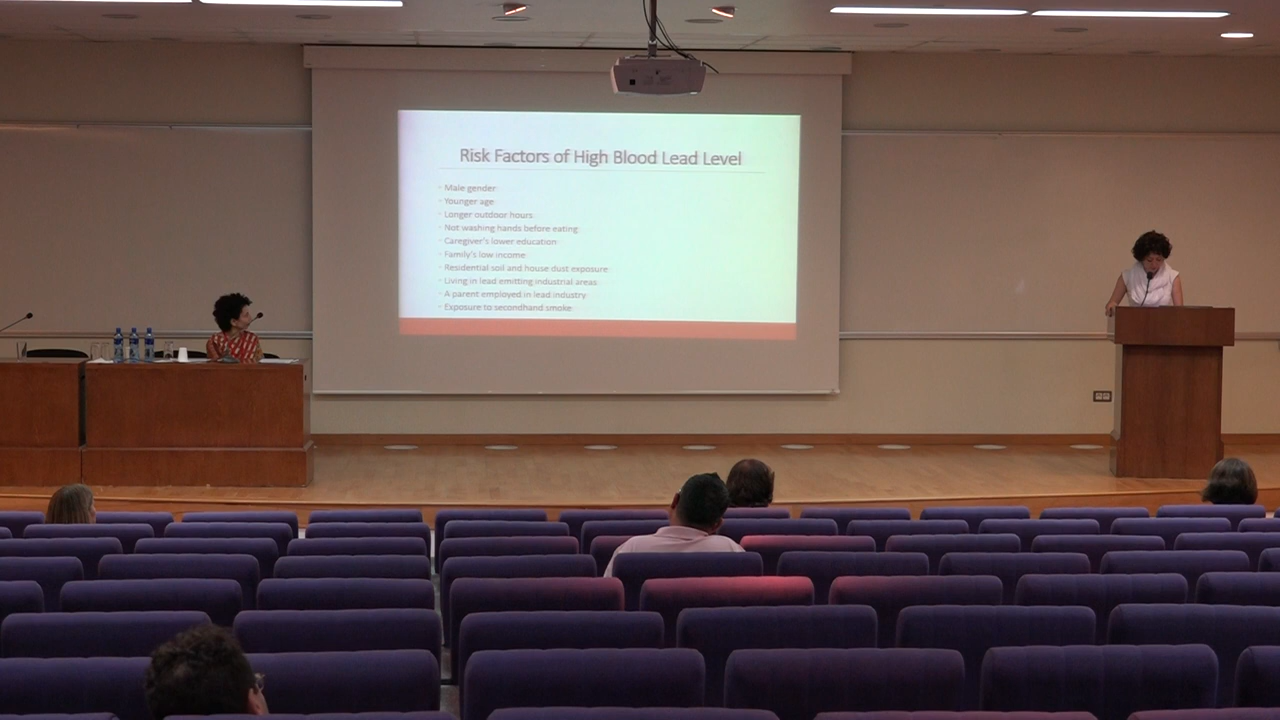 Risk Factors of High Blood Lead Level
Male gender
Younger age
Longer outdoor hours
Not washing hands before eating
Caregiver's lower education
Family's low income
Residential soil and house dust exposure
Living in lead emitting industrial areas
A parent employed in lead industry
Exposure to secondhand smoke